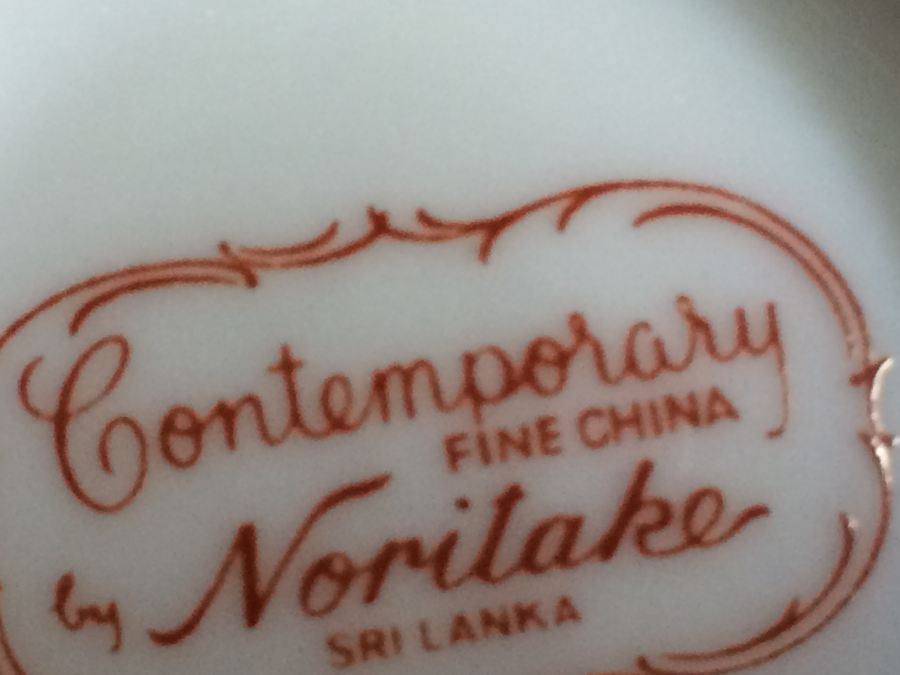 Contemporary
FINE CHINA
by Noritake
SRI LANKA